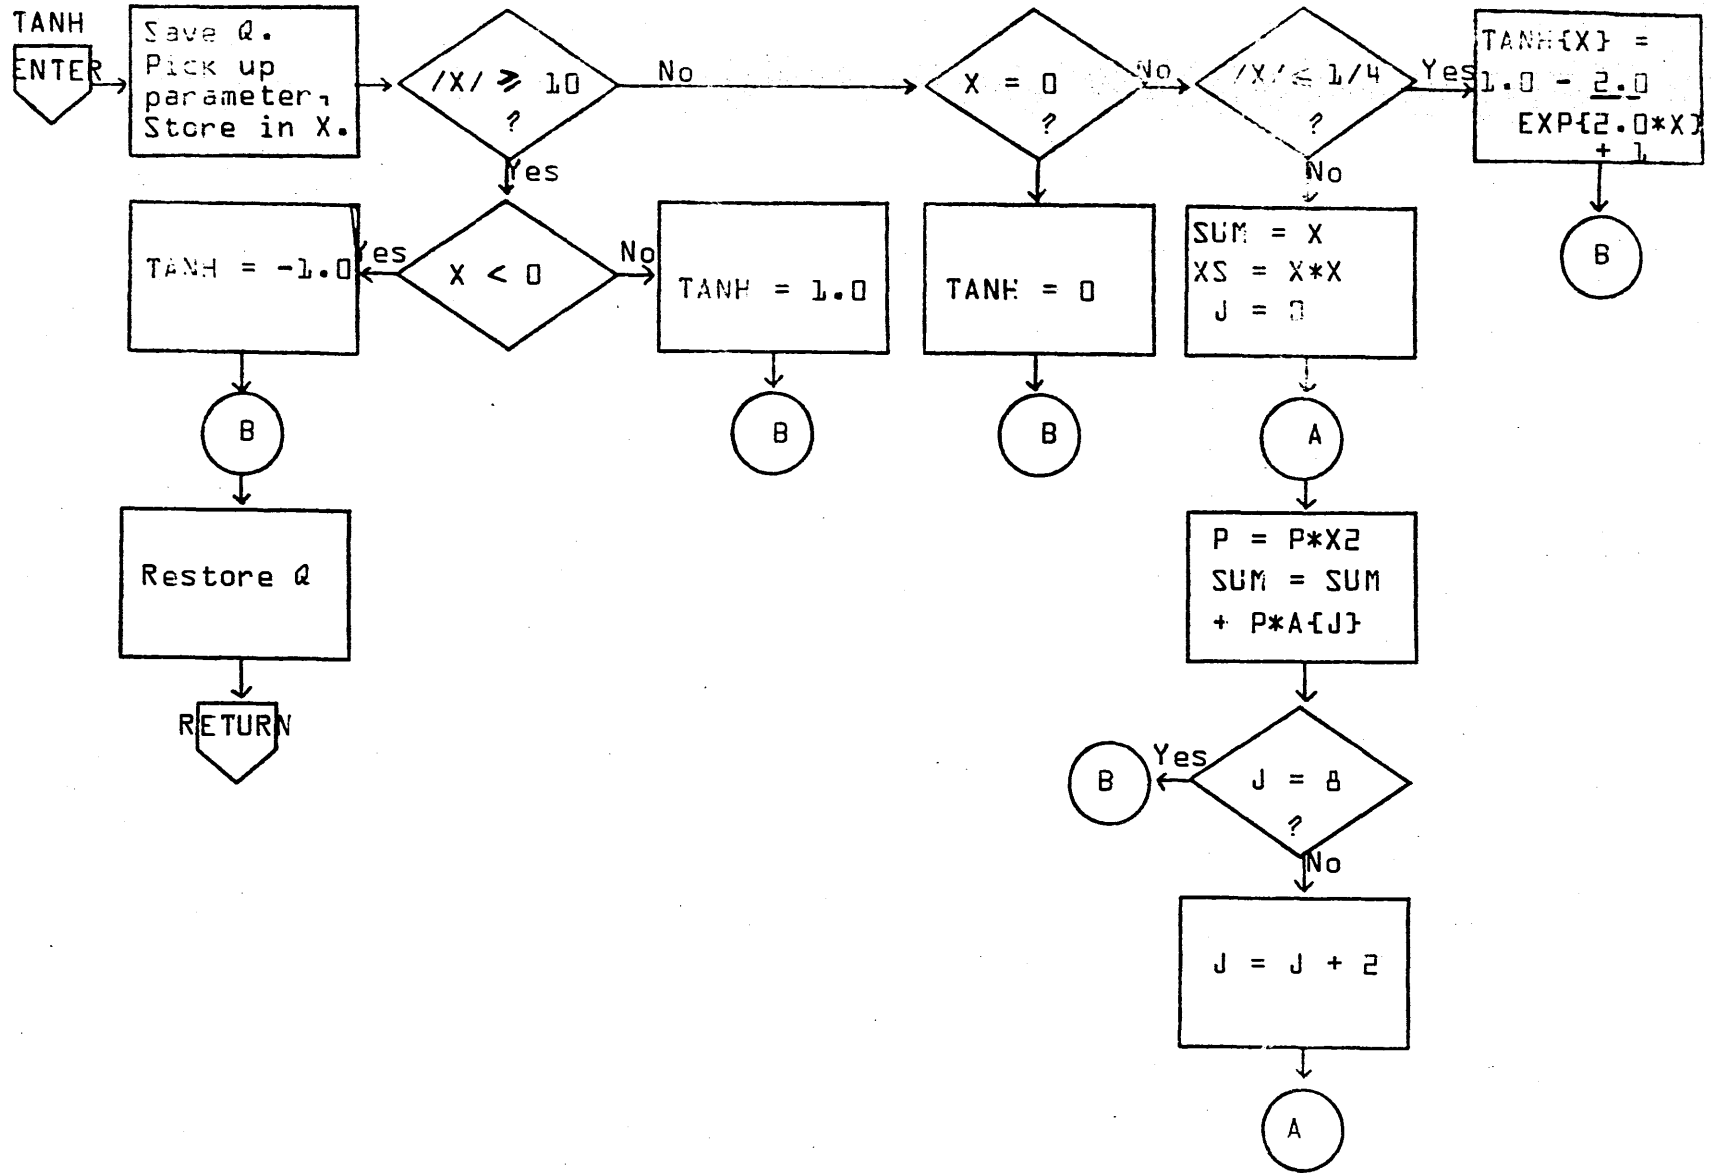 TANH
ENTER
Save Q.
Pick up
parameter,
Store in X.
/X/ ≥ 10
?
No
Yes
X = 0
?
No
/X/ ≤ 1/4
?
Yes
No
TANH{X} =
1.0 - 2.0
EXP{2.0*X}
+ 1
B
TANH = -1.0
Yes
X < 0
No
TANH = 1.0
TANH = 0
SUM = X
XS = X*X
J = 0
B
B
B
A
Restore Q
P = P*X2
SUM = SUM
+ P*A{J}
RETURN
B
Yes
J = 8
?
No
J = J + 2
A